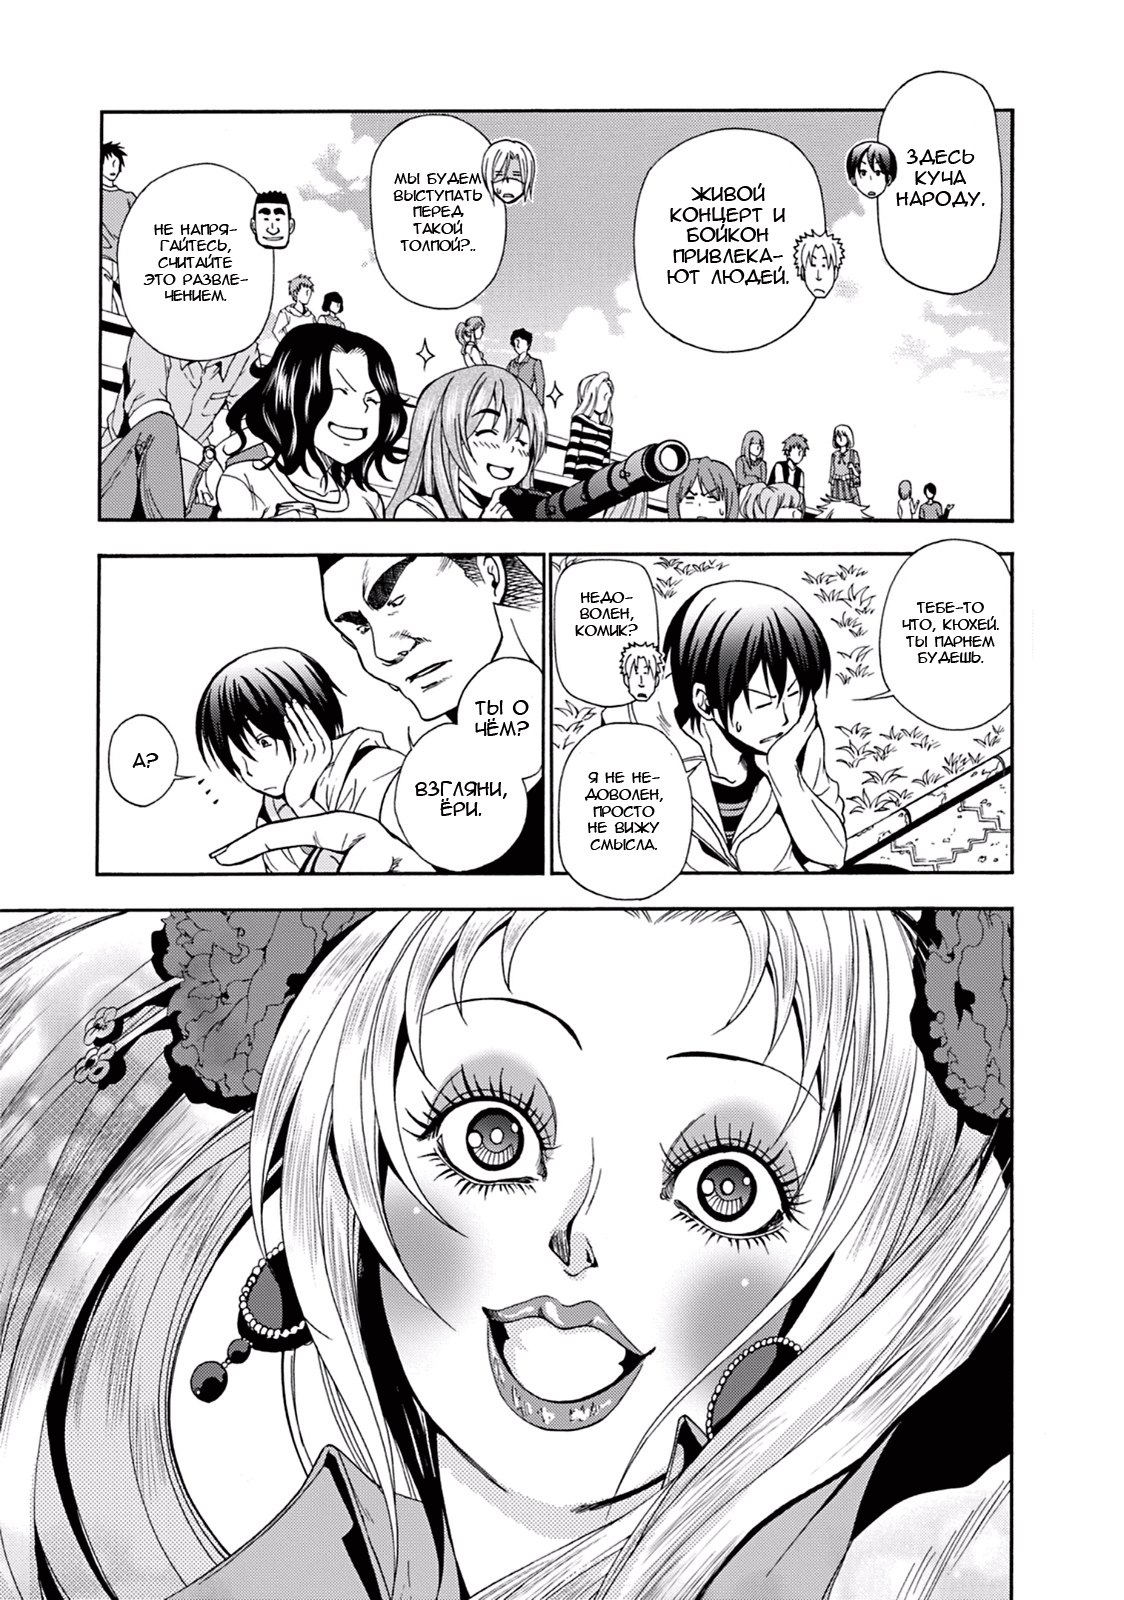 ЗДЕСЬ
КУЧА
НАРОДУ.
ЖИВОЙ
КОНЦЕРТ И
БОЙКОН
ПРИВЛЕКА-
ЮТ ЛЮДЕЙ.
МЫ БУДЕМ
ВЫСТУПАТЬ
ПЕРЕД
ТАКОЙ
ТОЛПОЙ?..
НЕ НАПРЯ-
ГАЙТЕСЬ,
СЧИТАЙТЕ
ЭТО РАЗВЛЕ-
ЧЕНИЕМ.
ТЕБЕ-ТО
ЧТО, КЮХЕЙ.
ТЫ ПАРНЕМ
БУДЕШЬ.
НЕДО-
ВОЛЕН,
КОМИК?
Я НЕ НЕ-
ДОВОЛЕН,
ПРОСТО
НЕ ВИЖУ
СМЫСЛА.
ТЫ О
ЧЁМ?
ВЗГЛЯНИ,
ЁРИ.
А?